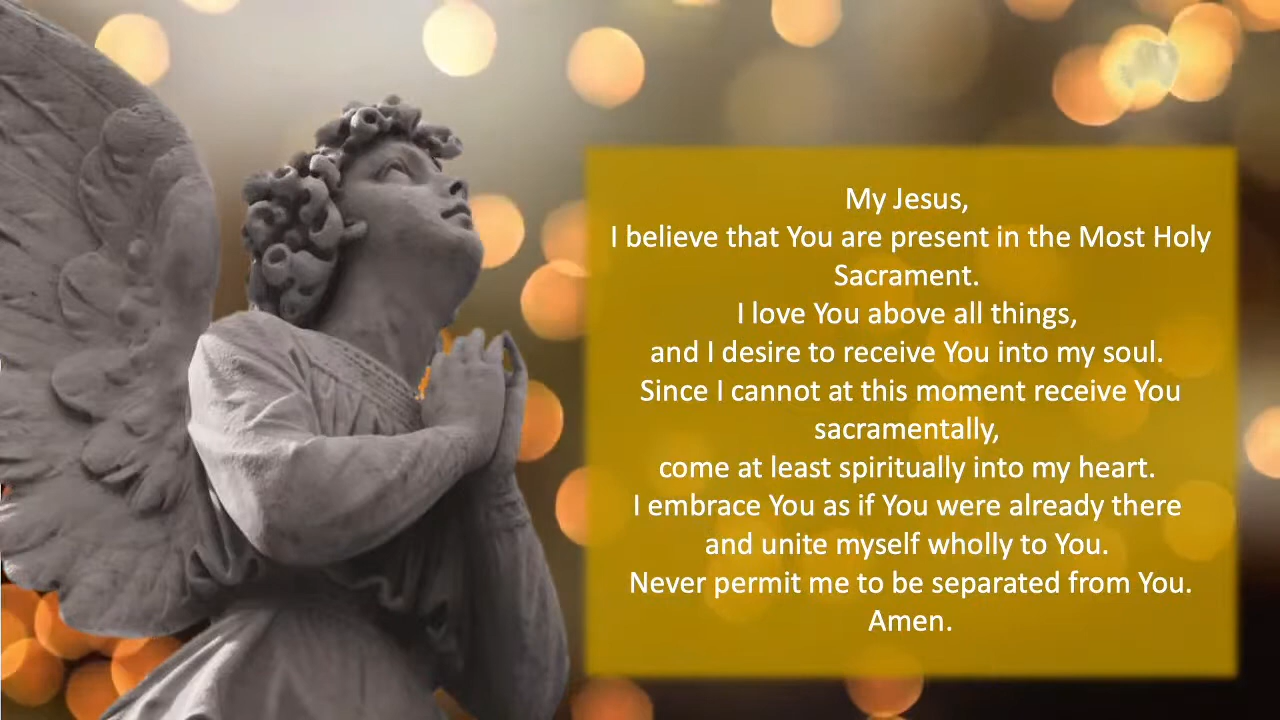 My Jesus,
I believe that You are present in the Most Holy
Sacrament.
I love You above all things,
and I desire to receive You into my soul.
Since I cannot at this moment receive You
sacramentally,
come at least spiritually into my heart.
I embrace You as if You were already there
and unite myself wholly to You.
Never permit me to be separated from You.
Amen.